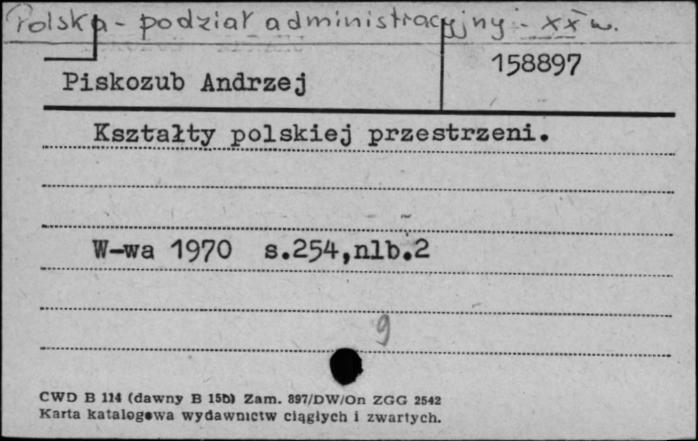 Polska - podział administracyjny - XX w.
158897
Piskozub Andrzej
Kształty polskiej przestrzeni.
W-wa 1970 s.254,nlb.2
9
CWD B 114 (dawny B 15b) Zam. 897/DW/On ZGG 2542
Karta katalogowa wydawnictw ciągłych i zwartych.